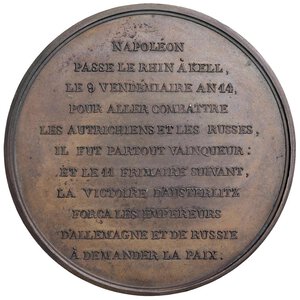 NAPOLÉON
PASSE LE RHIN À KELL,
LE 9 VENDÉMIAIRE AN 14,
POUR ALLER COMBATTRE
LES AUTRICHIENS ET LES RUSSES,
IL FUT PARTOUT VAINQUEUR:
ET LE 11 FRIMAIRE SUIVANT,
LA VICTOIRE D'AUSTERLITZ
FORÇA LES EMPEREURS
D'ALLEMAGNE ET DE RUSSIE
À DEMANDER LA PAIX.